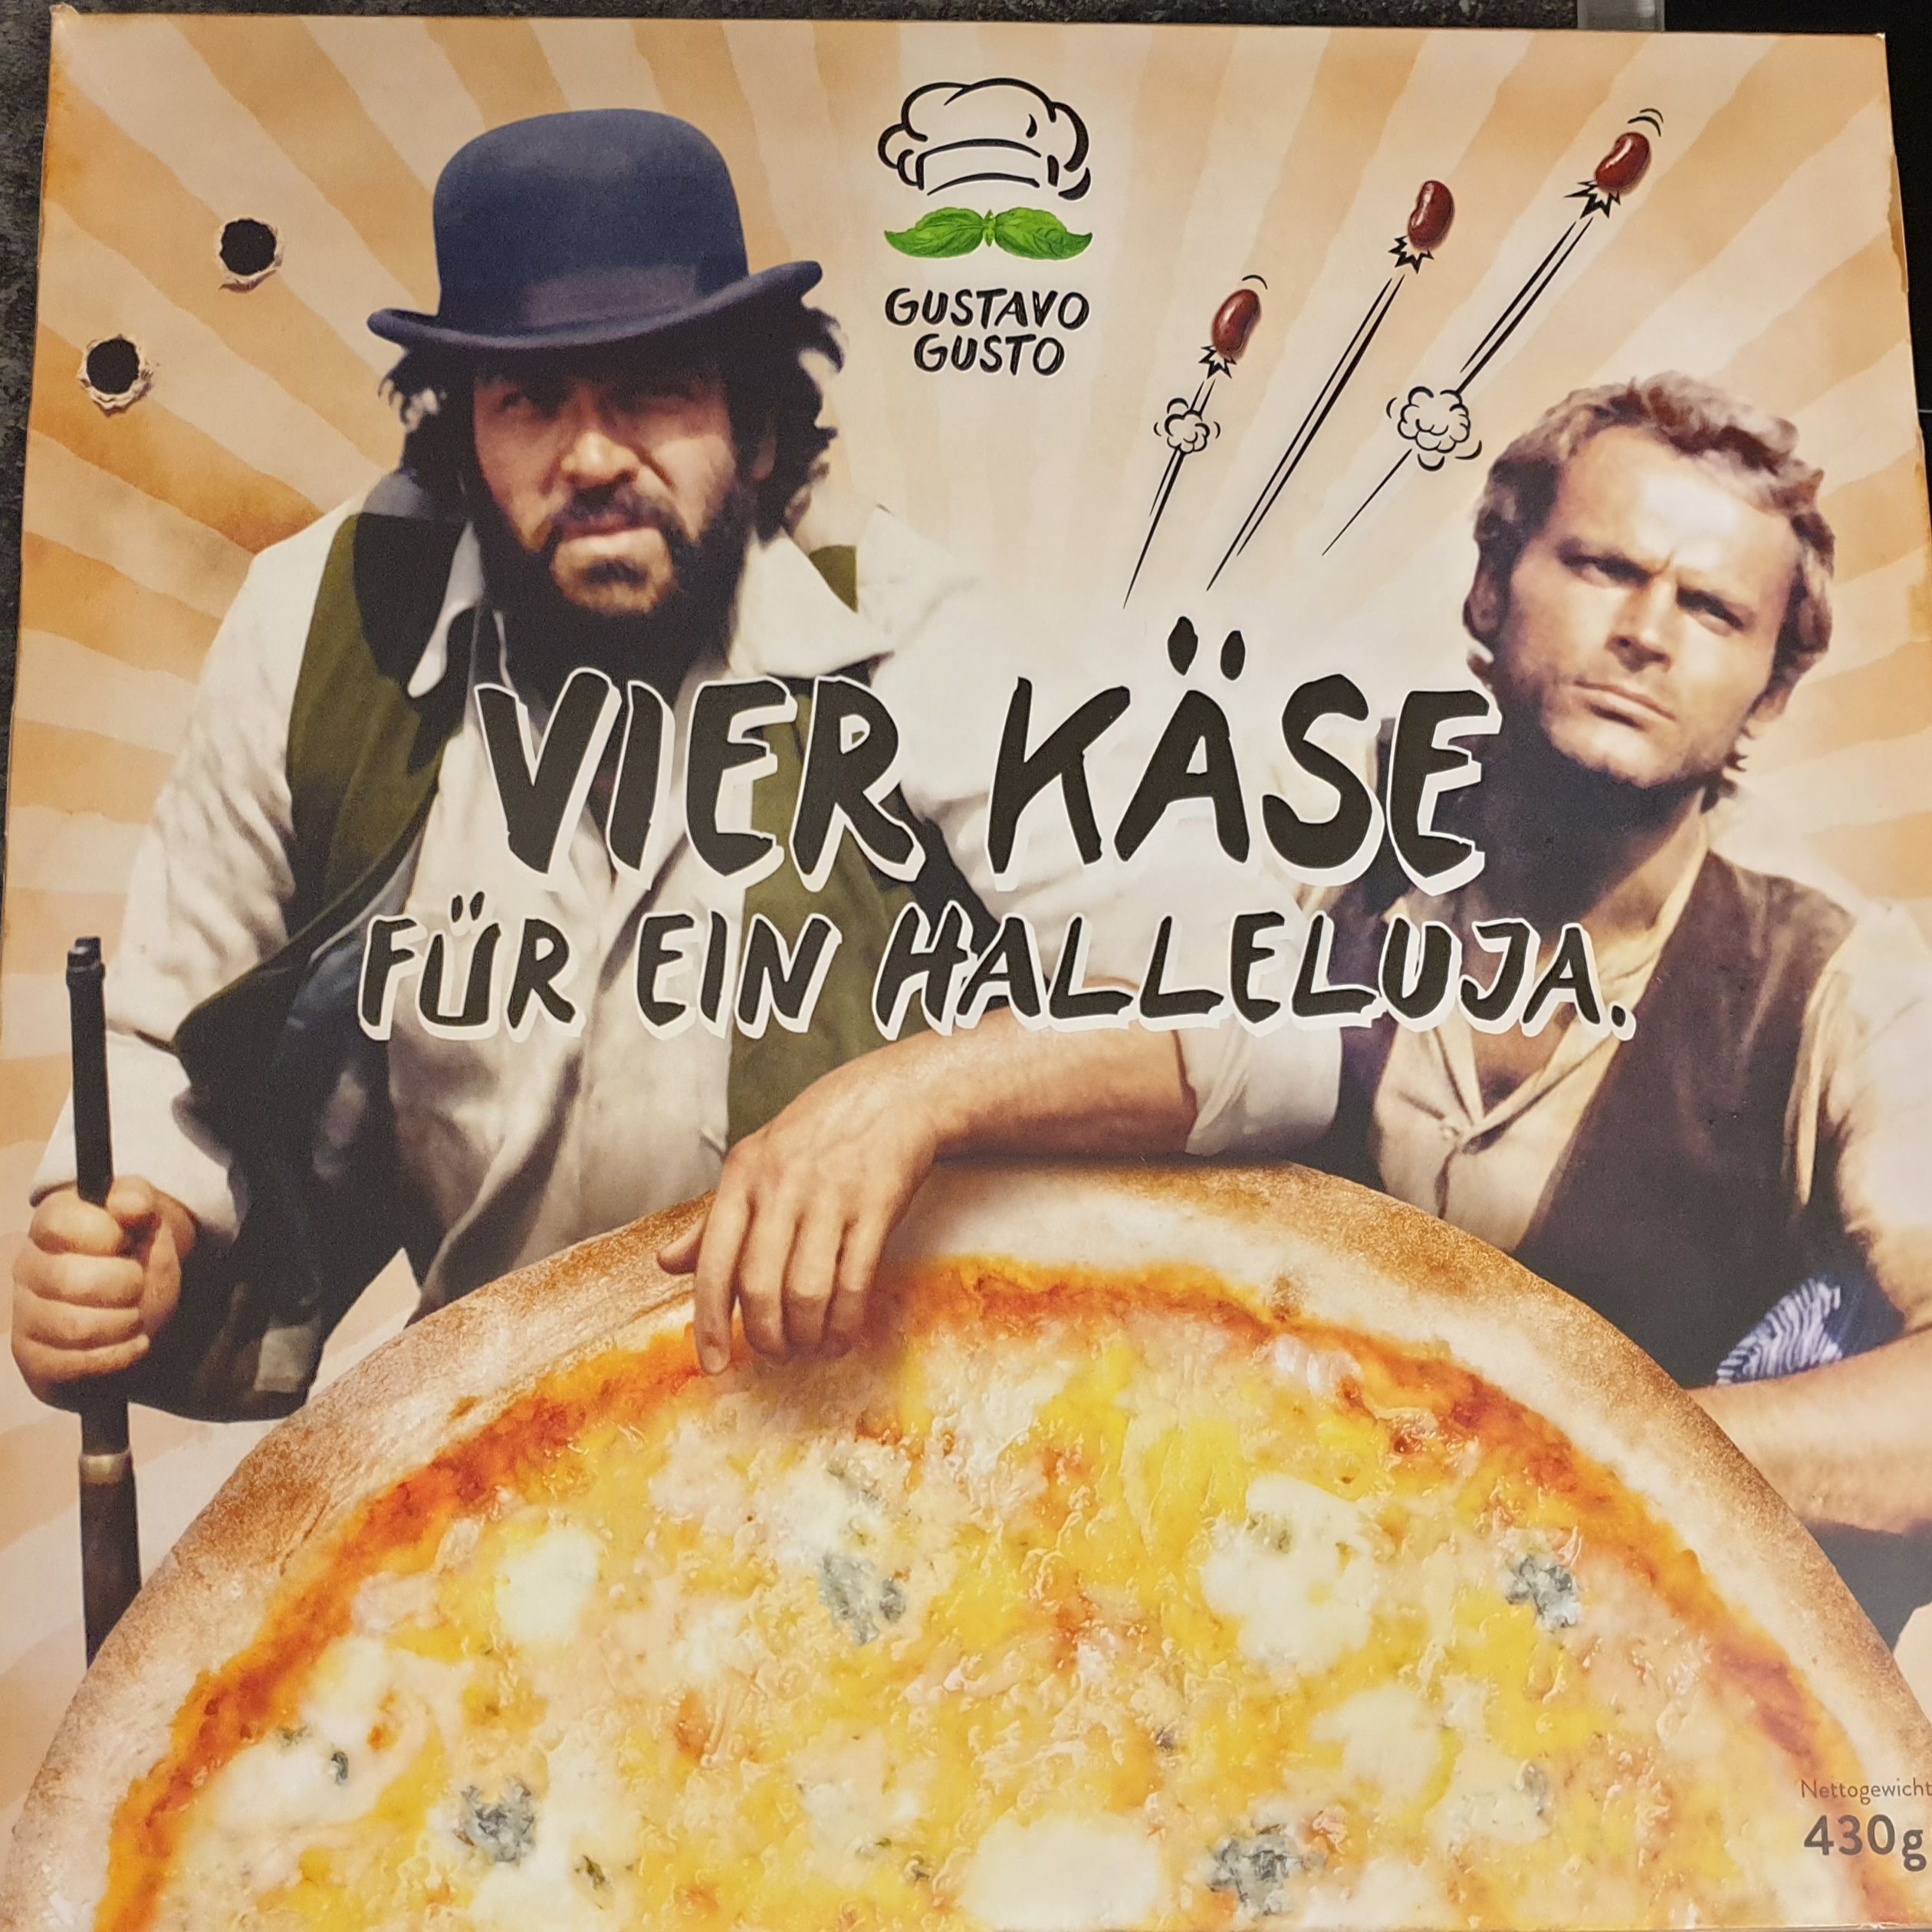 GUSTAVO
GUSTO
VIER KÄSE
FÜR EIN HALLELUJA.
Nettogewicht
430g